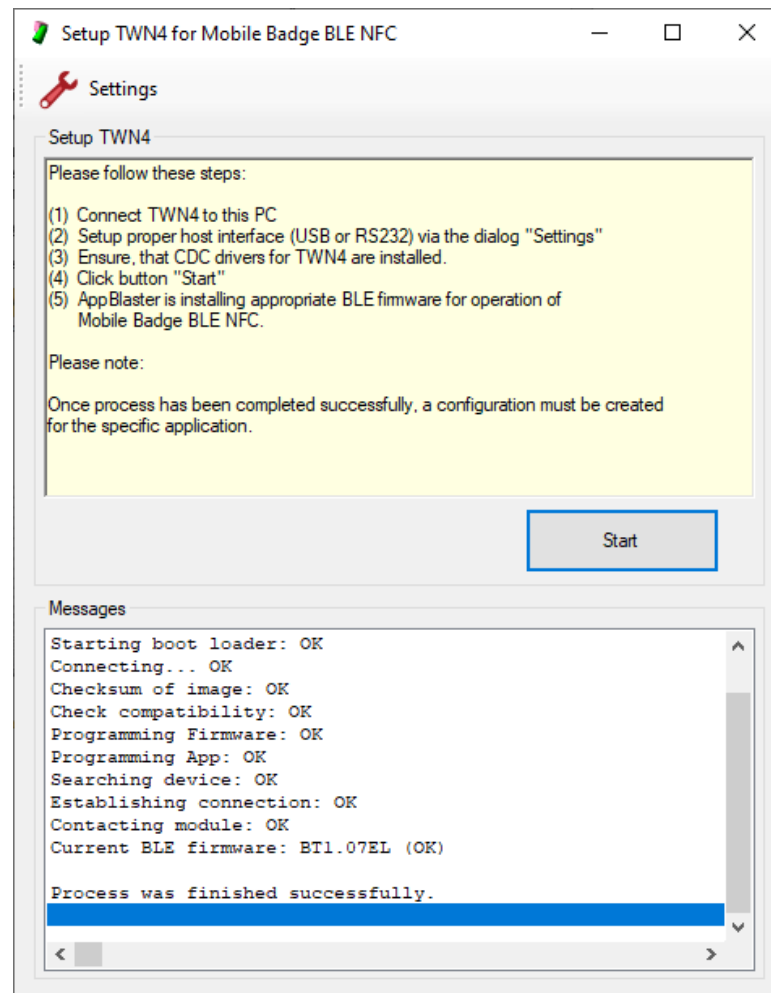 Setup TWN4 for Mobile Badge BLE NFC
Settings
Setup TWN4
Please follow these steps:
(1) Connect TWN4 to this PC
(2) Setup proper host interface (USB or RS232) via the dialog "Settings"
(3) Ensure, that CDC drivers for TWN4 are installed.
(4) Click button "Start"
(5) AppBlaster is installing appropriate BLE firmware for operation of
Mobile Badge BLE NFC.
Please note:
Once process has been completed successfully, a configuration must be created
for the specific application.
Start
Messages
Starting boot loader: OK
Connecting... OK
Checksum of image: OK
Check compatibility: OK
Programming Firmware: OK
Programming App: OK
Searching device: OK
Establishing connection: OK
Contacting module: OK
Current BLE firmware: BT1.07EL (OK)
Process was finished successfully.